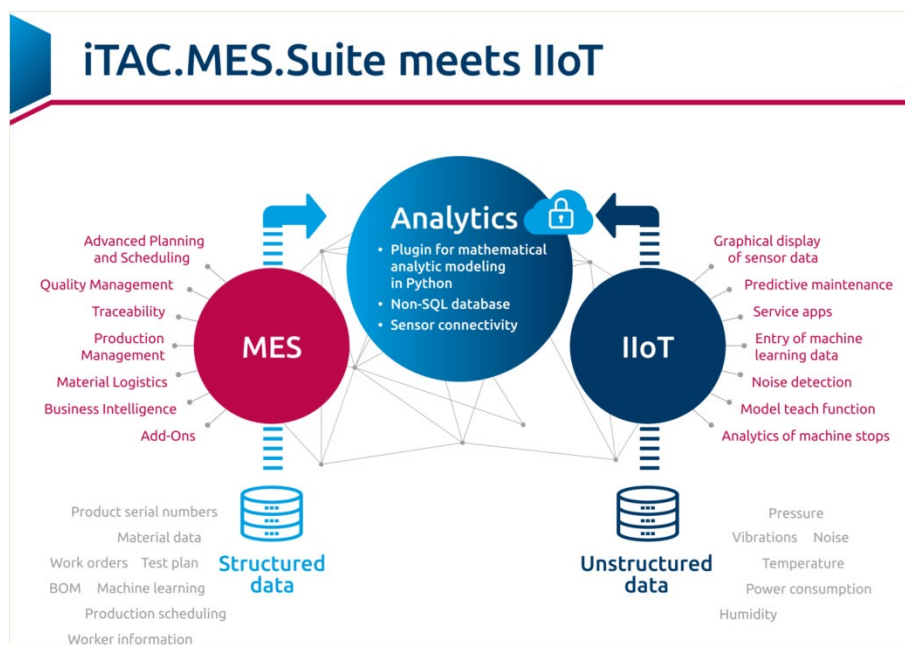 iTAC.MES.Suite meets IIoT
Analytics
• Plugin for mathematical
analytic modeling
in Python
• Non-SQL database
• Sensor connectivity
Advanced Planning
and Scheduling
Quality Management
Traceability
Production
Management
Material Logistics
Business Intelligence
Add-Ons
MES
IIoT
Graphical display
of sensor data
Predictive maintenance
Service apps
Entry of machine
learning data
Noise detection
Model teach function
Analytics of machine stops
Product serial numbers
Material data
Work orders Test plan
BOM Machine learning
Production scheduling
Worker information
Structured
data
Unstructured
data
Pressure
Vibrations Noise
Temperature
Power consumption
Humidity